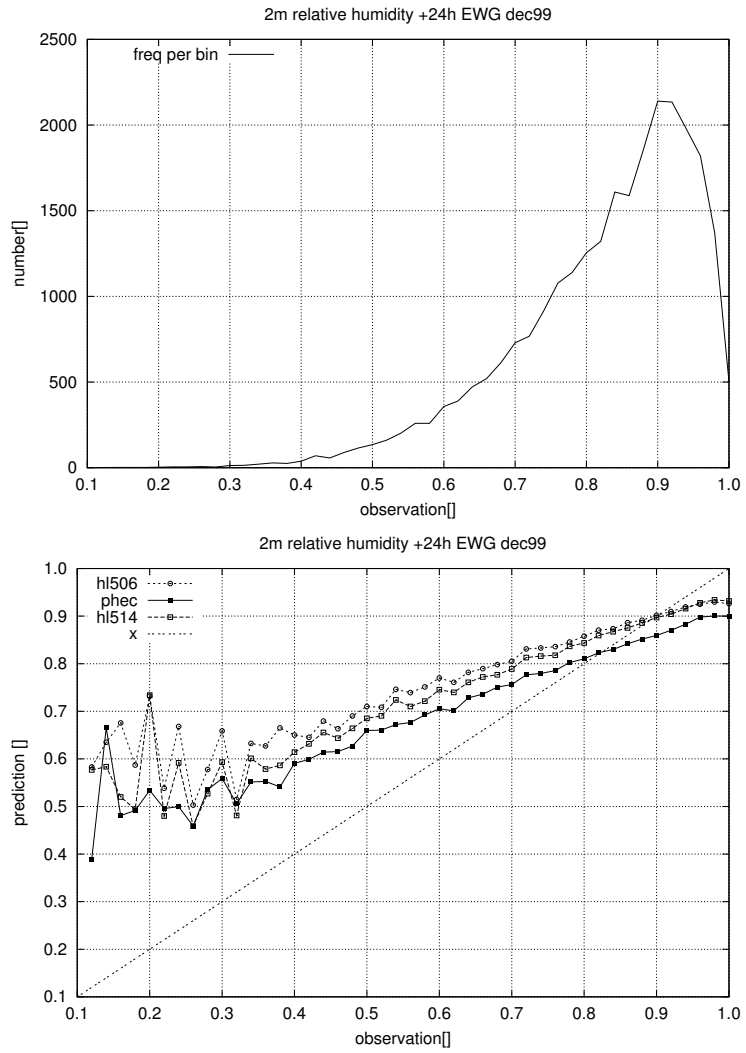 2m relative humidity +24h EWG dec99
2500
freq per bin
2000
1500
number[]
1000
500
0
0.1 0.2 0.3 0.4 0.5 0.6 0.7 0.8 0.9 1.0
observation[]
2m relative humidity +24h EWG dec99
1.0
hl506
phec
0.9
hl514
x
0.8
0.7
0.6
prediction []
0.5
0.4
0.3
0.2
0.1
0.1 0.2 0.3 0.4 0.5 0.6 0.7 0.8 0.9 1.0
observation[]